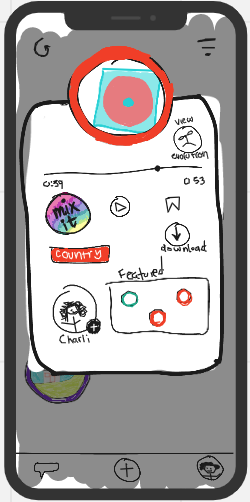 view
evolution
0:59
0 53
mix
it
download
COUNTRY
Featured
Charli